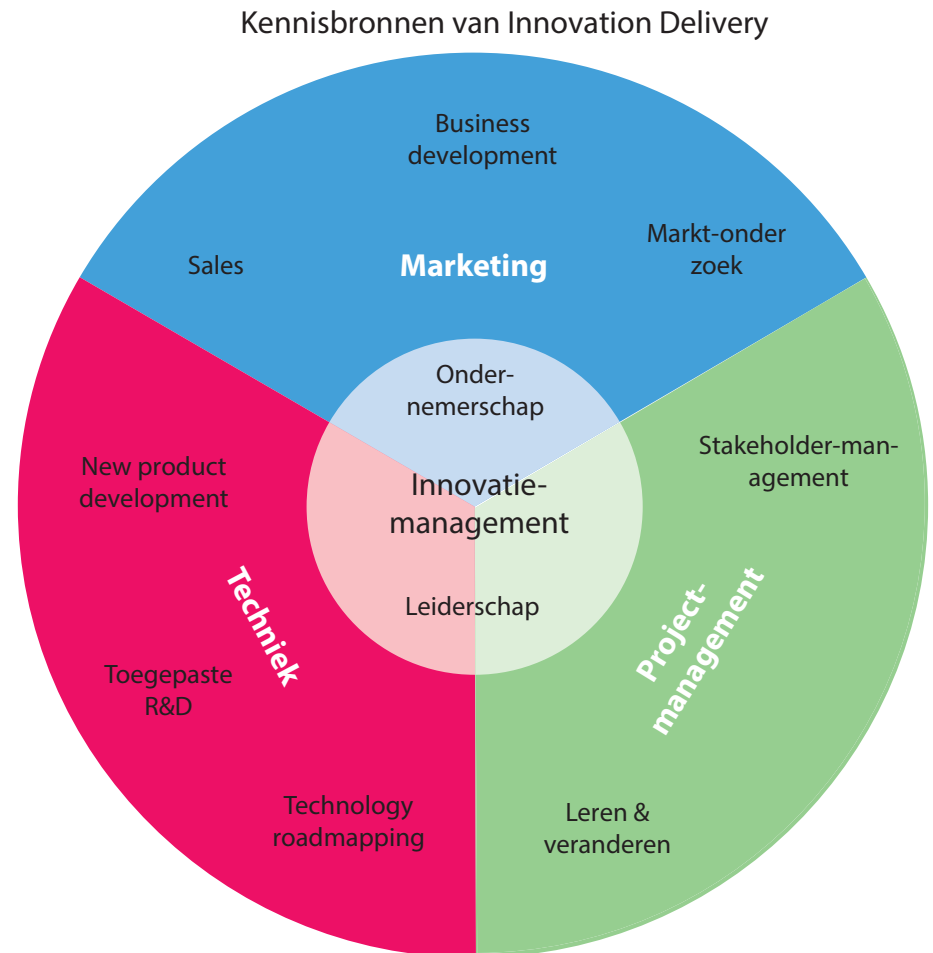 Kennisbronnen van Innovation Delivery
Business
development
Sales
Marketing
Markt-onder
zoek
Onder-
nemerschap
Innovatie-
management
Leiderschap
New product
development
Techniek
Toegepaste
R&D
Technology
roadmapping
Stakeholder-man-
agement
Project-
management
Leren &
veranderen